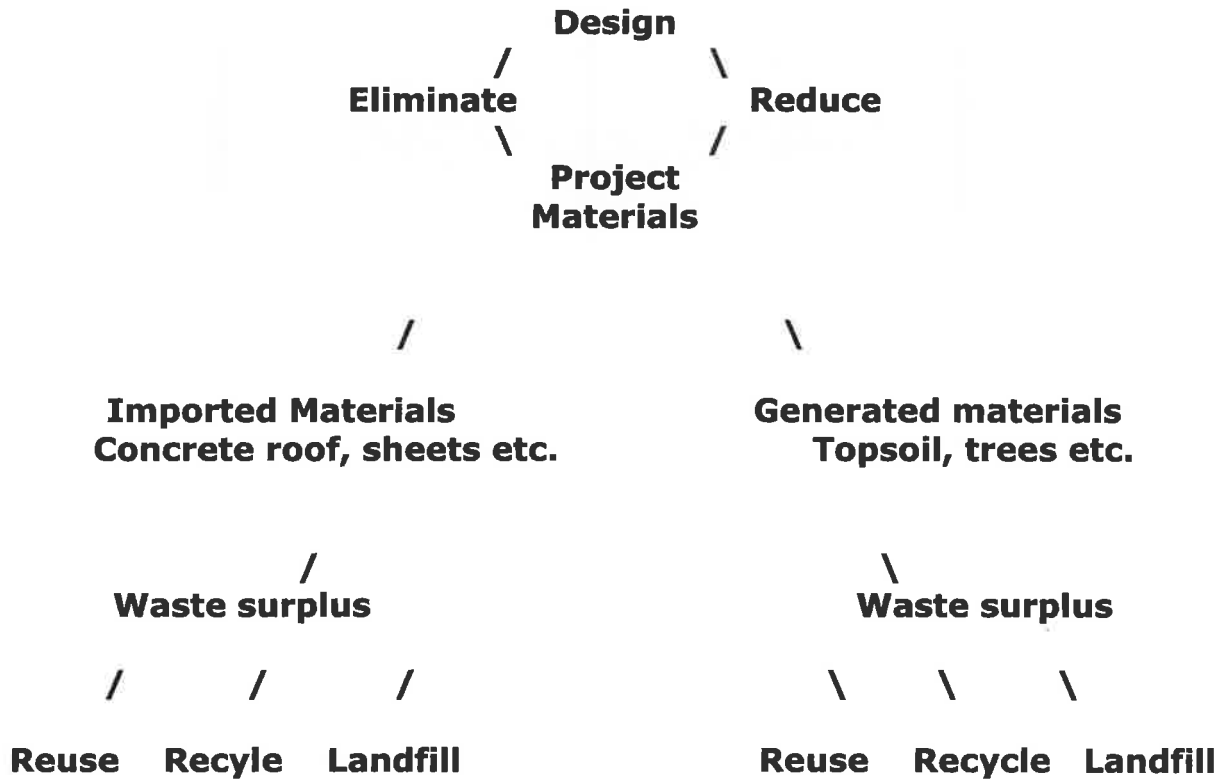 Design
/ \
Eliminate Reduce
\ /
Project
Materials
/ \
Imported Materials Generated materials
Concrete roof, sheets etc. Topsoil, trees etc.
/ \
Waste surplus Waste surplus
/ / / \ \ \
Reuse Recyle Landfill Reuse Recycle Landfill